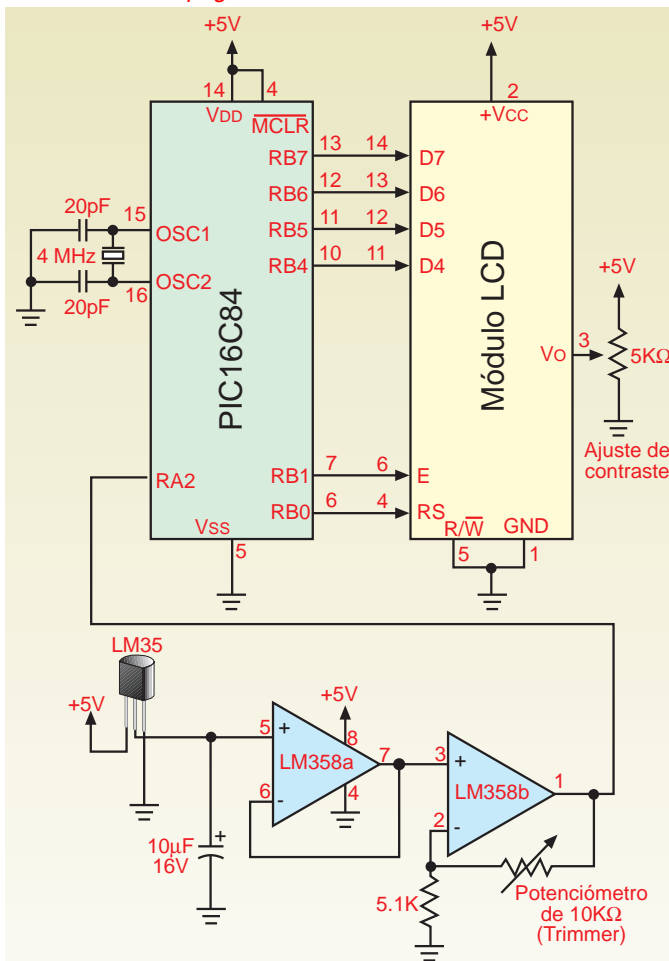 +5V
+5V
14
4
2
VDD
MCLR
+VCC
RB7
13
14
D7
RB6
12
13
D6
RB5
11
12
D5
RB4
10
11
D4
20pF
15
OSC1
4 MHz
OSC2
16
20pF
PIC16C84
Módulo LCD
+5V
VO
3
5KΩ
Ajuste de
contraste
RA2
RB1
7
6
E
RB0
6
4
RS
VSS
5
R/W
GND
5
1
LM35
+5V
+5V
5
+
8
LM358a
7
6
-
4
3
+
LM358b
1
2
-
+
10µF
16V
5.1K
Potenciómetro
de 10KΩ
(Trimmer)